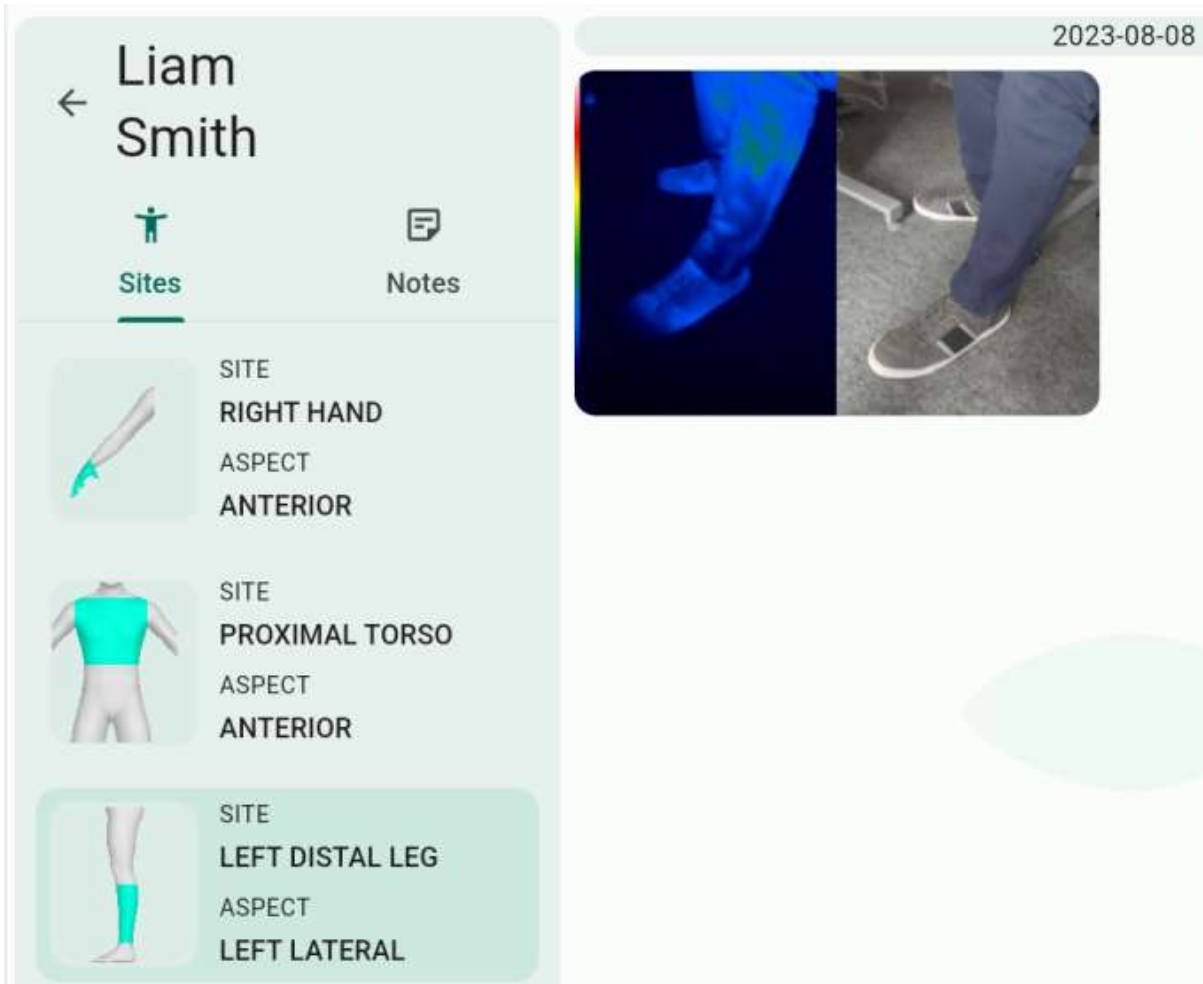 Liam
Smith
Sites
Notes
SITE
RIGHT HAND
ASPECT
ANTERIOR
SITE
PROXIMAL TORSO
ASPECT
ANTERIOR
SITE
LEFT DISTAL LEG
ASPECT
LEFT LATERAL
2023-08-08